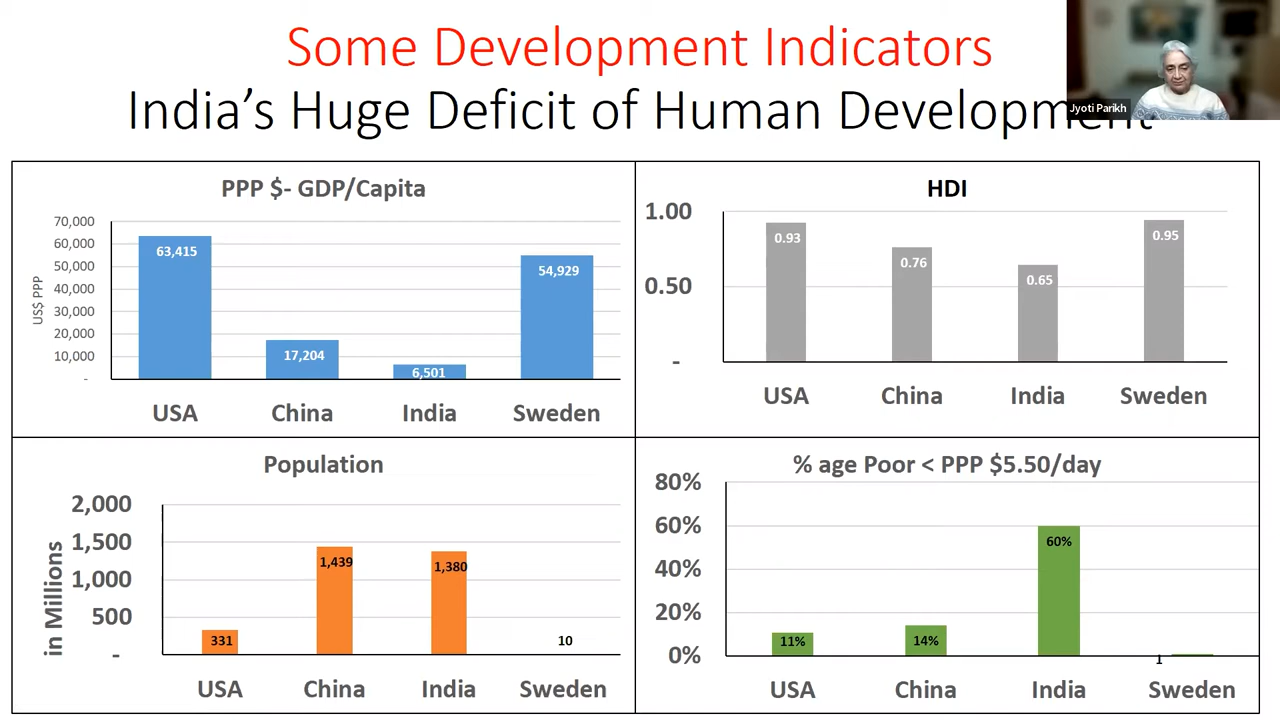 Some Development Indicators
India's Huge Deficit of Human Development
Jyoti Parikh
PPP $- GDP/Capita
US$ PPP
70,000
60,000
50,000
40,000
30,000
20,000
10,000
-
63,415
17,204
6,501
54,929
USA China India Sweden
HDI
1.00
0.50
-
0.93
0.76
0.65
0.95
USA China India Sweden
Population
in Millions
2,000
1,500
1,000
500
-
331
1,439
1,380
10
USA China India Sweden
% age Poor < PPP $5.50/day
80%
60%
40%
20%
0%
11%
14%
60%
1
USA China India Sweden